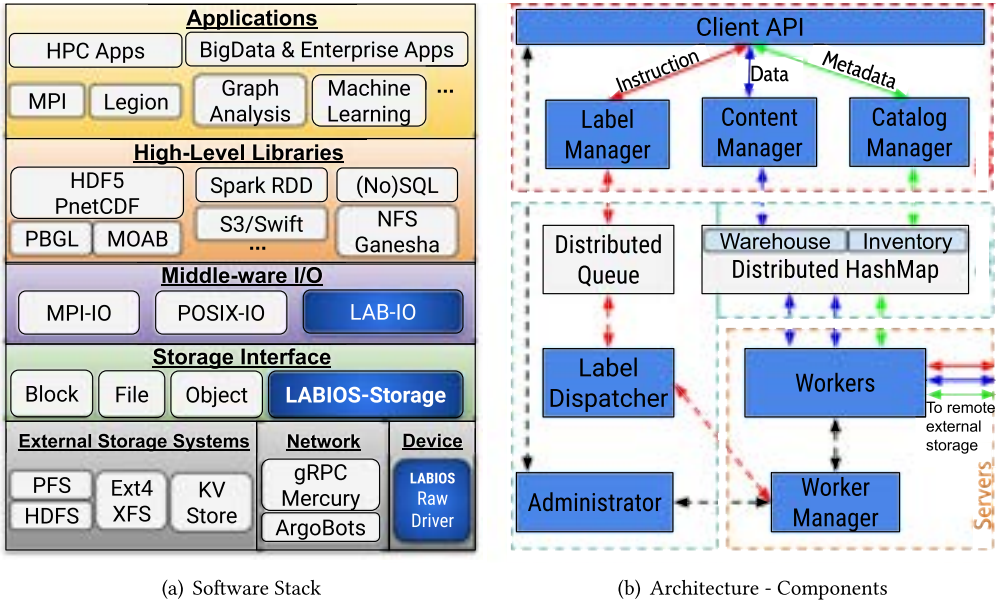 Applications
HPC Apps
BigData & Enterprise Apps
MPI
Legion
Graph
Analysis
Machine
Learning
...
High-Level Libraries
HDF5
PnetCDF
Spark RDD
(No)SQL
PBGL
MOAB
S3/Swift
...
NFS
Ganesha
Middle-ware I/O
MPI-IO
POSIX-IO
LAB-IO
Storage Interface
Block
File
Object
LABIOS-Storage
External Storage Systems
PFS
HDFS
Ext4
XFS
KV
Store
Network
gRPC
Mercury
ArgoBots
Device
LABIOS
Raw
Driver
(a) Software Stack
Client API
Instruction
Data
Metadata
Label
Manager
Content
Manager
Catalog
Manager
Distributed
Queue
Warehouse
Inventory
Distributed HashMap
Label
Dispatcher
Workers
To remote
external
storage
Administrator
Worker
Manager
Servers
(b) Architecture - Components